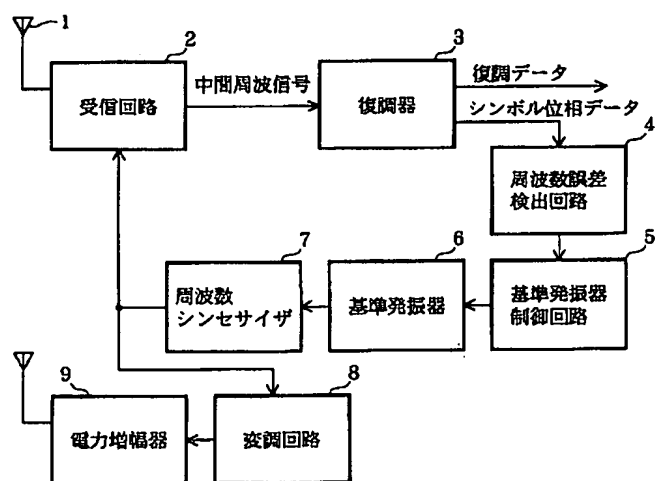 1
2
受信回路
中間周波信号
3
復調器
復調データ
シンボル位相データ
4
周波数誤差
検出回路
5
基準発振器
制御回路
6
基準発振器
7
周波数
シンセサイザ
8
変調回路
9
電力増幅器